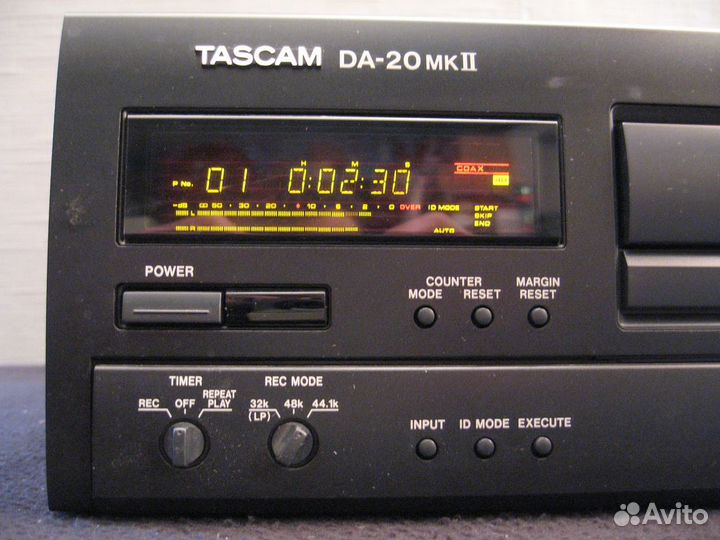 TASCAM DA-20 MKII
H M S
P No. 01 0:02:30
COAX
-dB ∞ 50 · 30 · 20 · 10 · 6 · 2 · 0 OVER ID MODE START
L SKIP
R AUTO END
POWER
COUNTER
MODE RESET
MARGIN
RESET
TIMER
REC OFF REPEAT
PLAY
REC MODE
32k 48k 44.1k
(LP)
INPUT ID MODE EXECUTE
Avito